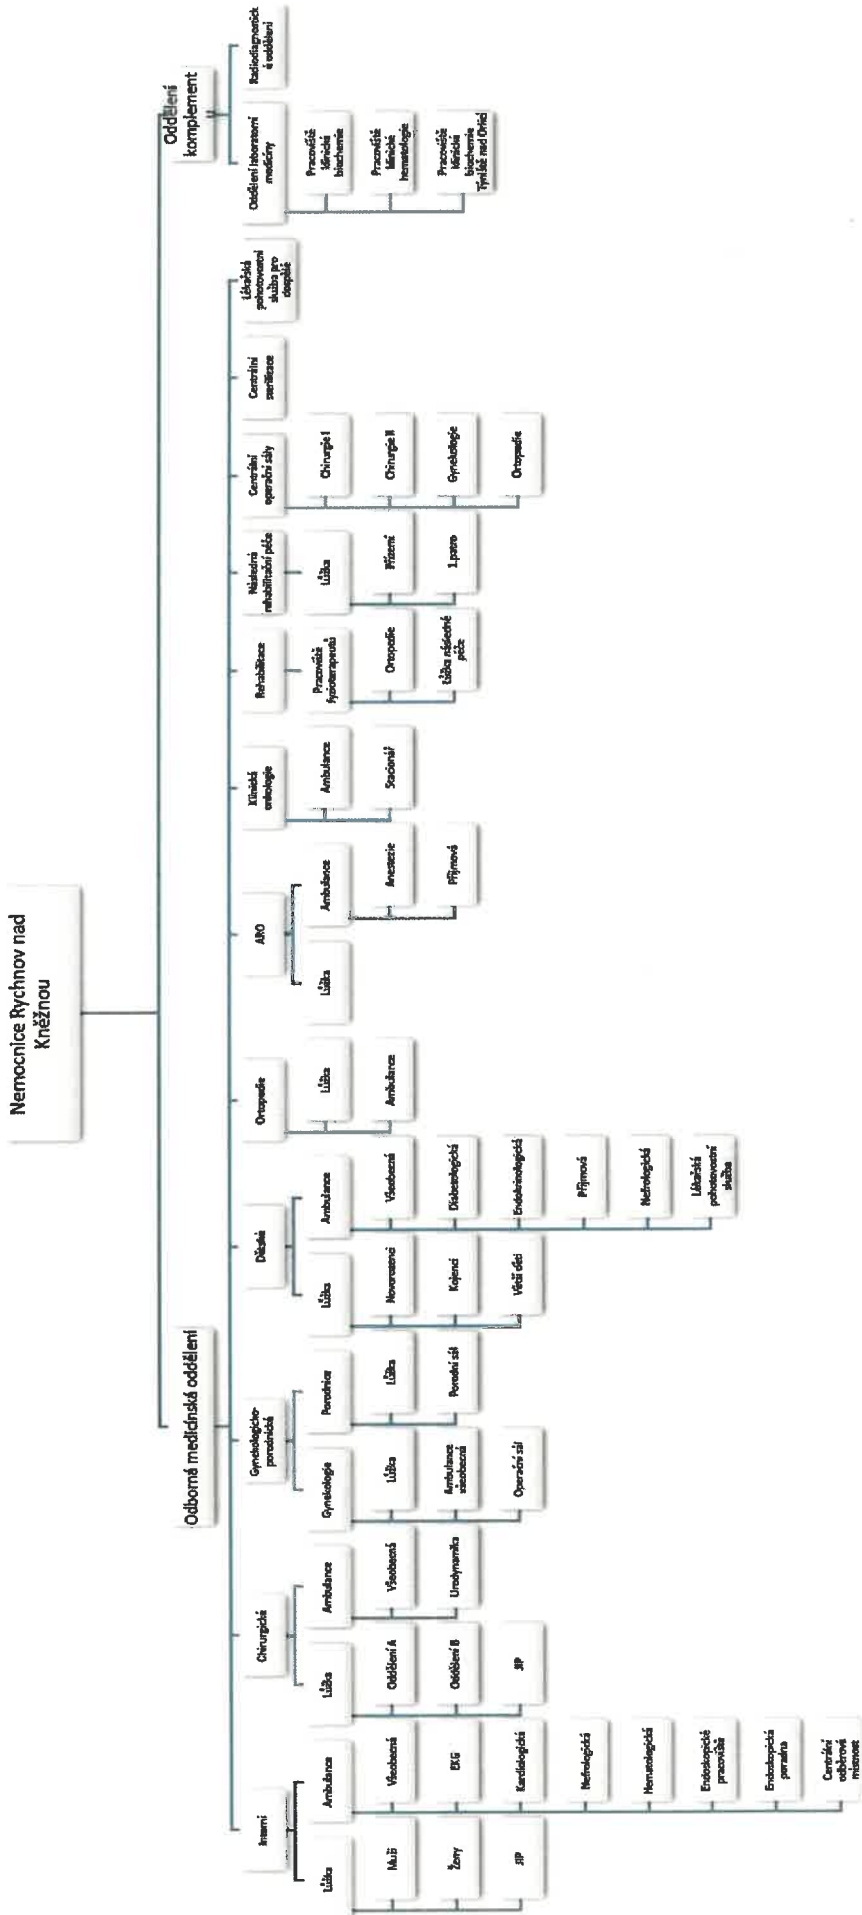 Nemocnice Rychnov nad
Kněžnou
Odborná medicínská oddělení
Oddělení
komplement
Interní
Lůžka
Muži
Ženy
JIP
Ambulance
Všeobecná
EKG
Kardiologická
Nefrologická
Hematologická
Endoskopické
pracoviště
Endoskopická
poradna
Centrální
odběrová
místnost
Chirurgické
Lůžka
Oddělení A
Oddělení B
JIP
Ambulance
Všeobecná
Urodynamika
Gynekologicko-
porodnické
Gynekologie
Lůžka
Ambulance
všeobecná
Operační sál
Porodnice
Lůžka
Porodní sál
Dětské
Lůžka
Novorozenci
Kojenci
Větší děti
Ambulance
Všeobecná
Diabetologická
Endokrinologická
Příjmová
Nefrologická
Lékařská
pohotovostní
služba
Ortopedie
Lůžka
Ambulance
ARO
Lůžka
Ambulance
Anestezie
Příjmová
Klinická
onkologie
Ambulance
Stacionář
Rehabilitace
Pracoviště
fyzioterapeutů
Ortopedie
Lůžka následné
péče
Následná
rehabilitační péče
Lůžka
Přízemí
1.patro
Centrální
operační sály
Chirurgie I
Chirurgie II
Gynekologie
Ortopedie
Centrální
sterilizace
Lékařská
pohotovostní
služba pro
dospělé
Oddělení laboratorní
medicíny
Pracoviště
klinické
biochemie
Pracoviště
klinické
hematologie
Pracoviště
klinické
biochemie
Týniště nad Orlicí
Radiodiagnostick
é oddělení